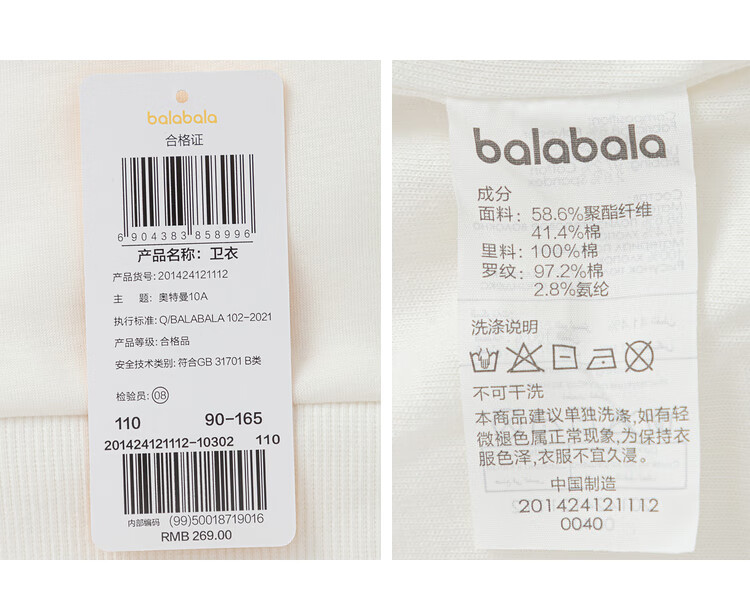 balabala
合格证
6 904383 858996
产品名称：卫衣
产品货号：201424121112
主 题：奥特曼10A
执行标准：Q/BALABALA 102-2021
产品等级：合格品
安全技术类别：符合GB 31701 B类
检验员：08
110 90-165
201424121112-10302 110
内部编码 (99)50018719016
RMB 269.00
balabala
成分
面料：58.6%聚酯纤维
41.4%棉
里料：100%棉
罗纹：97.2%棉
2.8%氨纶
洗涤说明
不可干洗
本商品建议单独洗涤,如有轻
微褪色属正常现象,为保持衣
服色泽,衣服不宜久浸。
中国制造
201424121112
0040